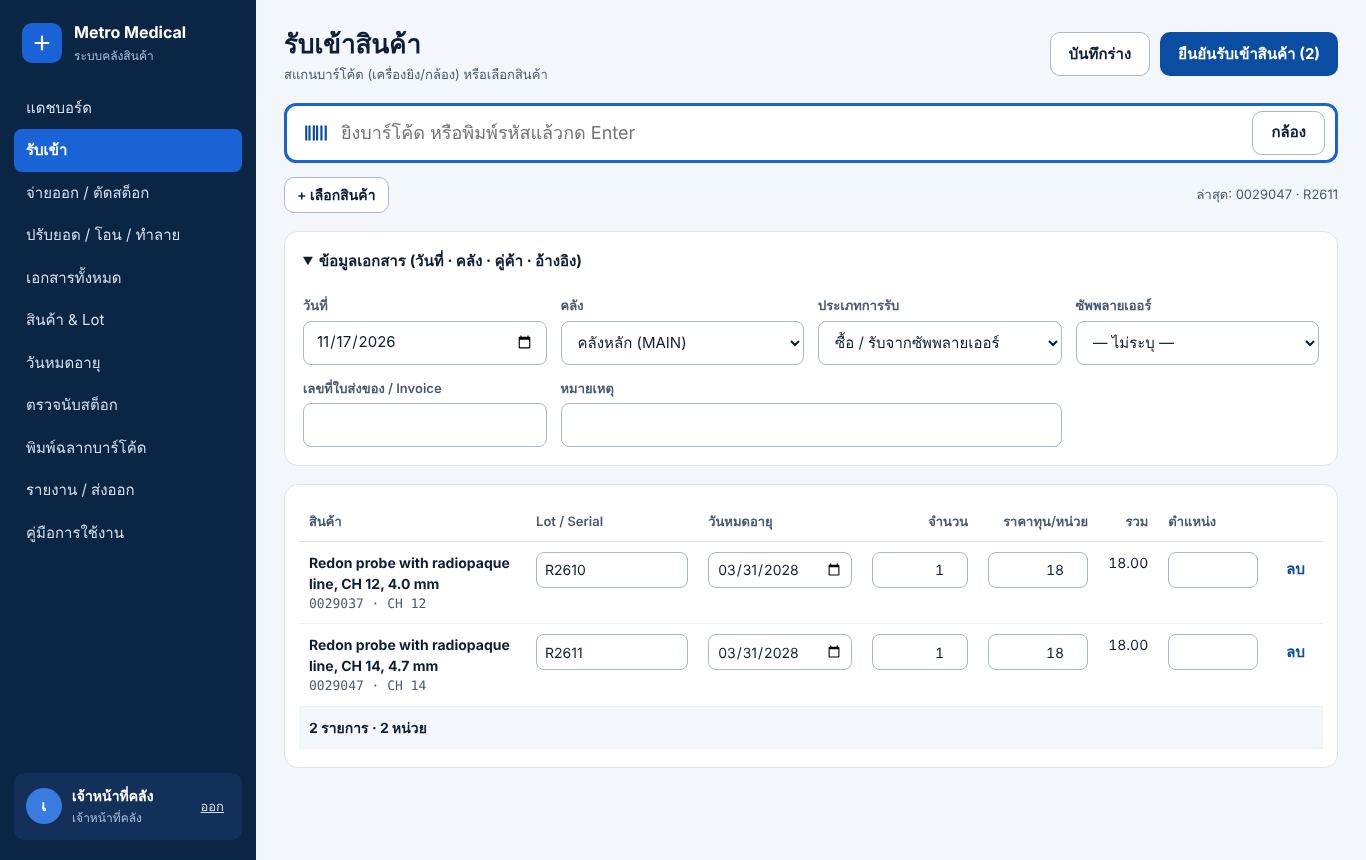 Metro Medical
ระบบคลังสินค้า
แดชบอร์ด
รับเข้า
จ่ายออก / ตัดสต็อก
ปรับยอด / โอน / ทำลาย
เอกสารทั้งหมด
สินค้า & Lot
วันหมดอายุ
ตรวจนับสต็อก
พิมพ์ฉลากบาร์โค้ด
รายงาน / ส่งออก
คู่มือการใช้งาน
เ
เจ้าหน้าที่คลัง
เจ้าหน้าที่คลัง
ออก
รับเข้าสินค้า
สแกนบาร์โค้ด (เครื่องยิง/กล้อง) หรือเลือกสินค้า
บันทึกร่าง
ยืนยันรับเข้าสินค้า (2)
ยิงบาร์โค้ด หรือพิมพ์รหัสแล้วกด Enter
กล้อง
+ เลือกสินค้า
ล่าสุด: 0029047 · R2611
▼ ข้อมูลเอกสาร (วันที่ · คลัง · คู่ค้า · อ้างอิง)
วันที่ คลัง ประเภทการรับ ซัพพลายเออร์
11/17/2026 คลังหลัก (MAIN) ซื้อ / รับจากซัพพลายเออร์ — ไม่ระบุ —
เลขที่ใบส่งของ / Invoice หมายเหตุ
สินค้า Lot / Serial วันหมดอายุ จำนวน ราคาทุน/หน่วย รวม ตำแหน่ง
Redon probe with radiopaque R2610 03/31/2028 1 18 18.00 ลบ
line, CH 12, 4.0 mm
0029037 · CH 12
Redon probe with radiopaque R2611 03/31/2028 1 18 18.00 ลบ
line, CH 14, 4.7 mm
0029047 · CH 14
2 รายการ · 2 หน่วย